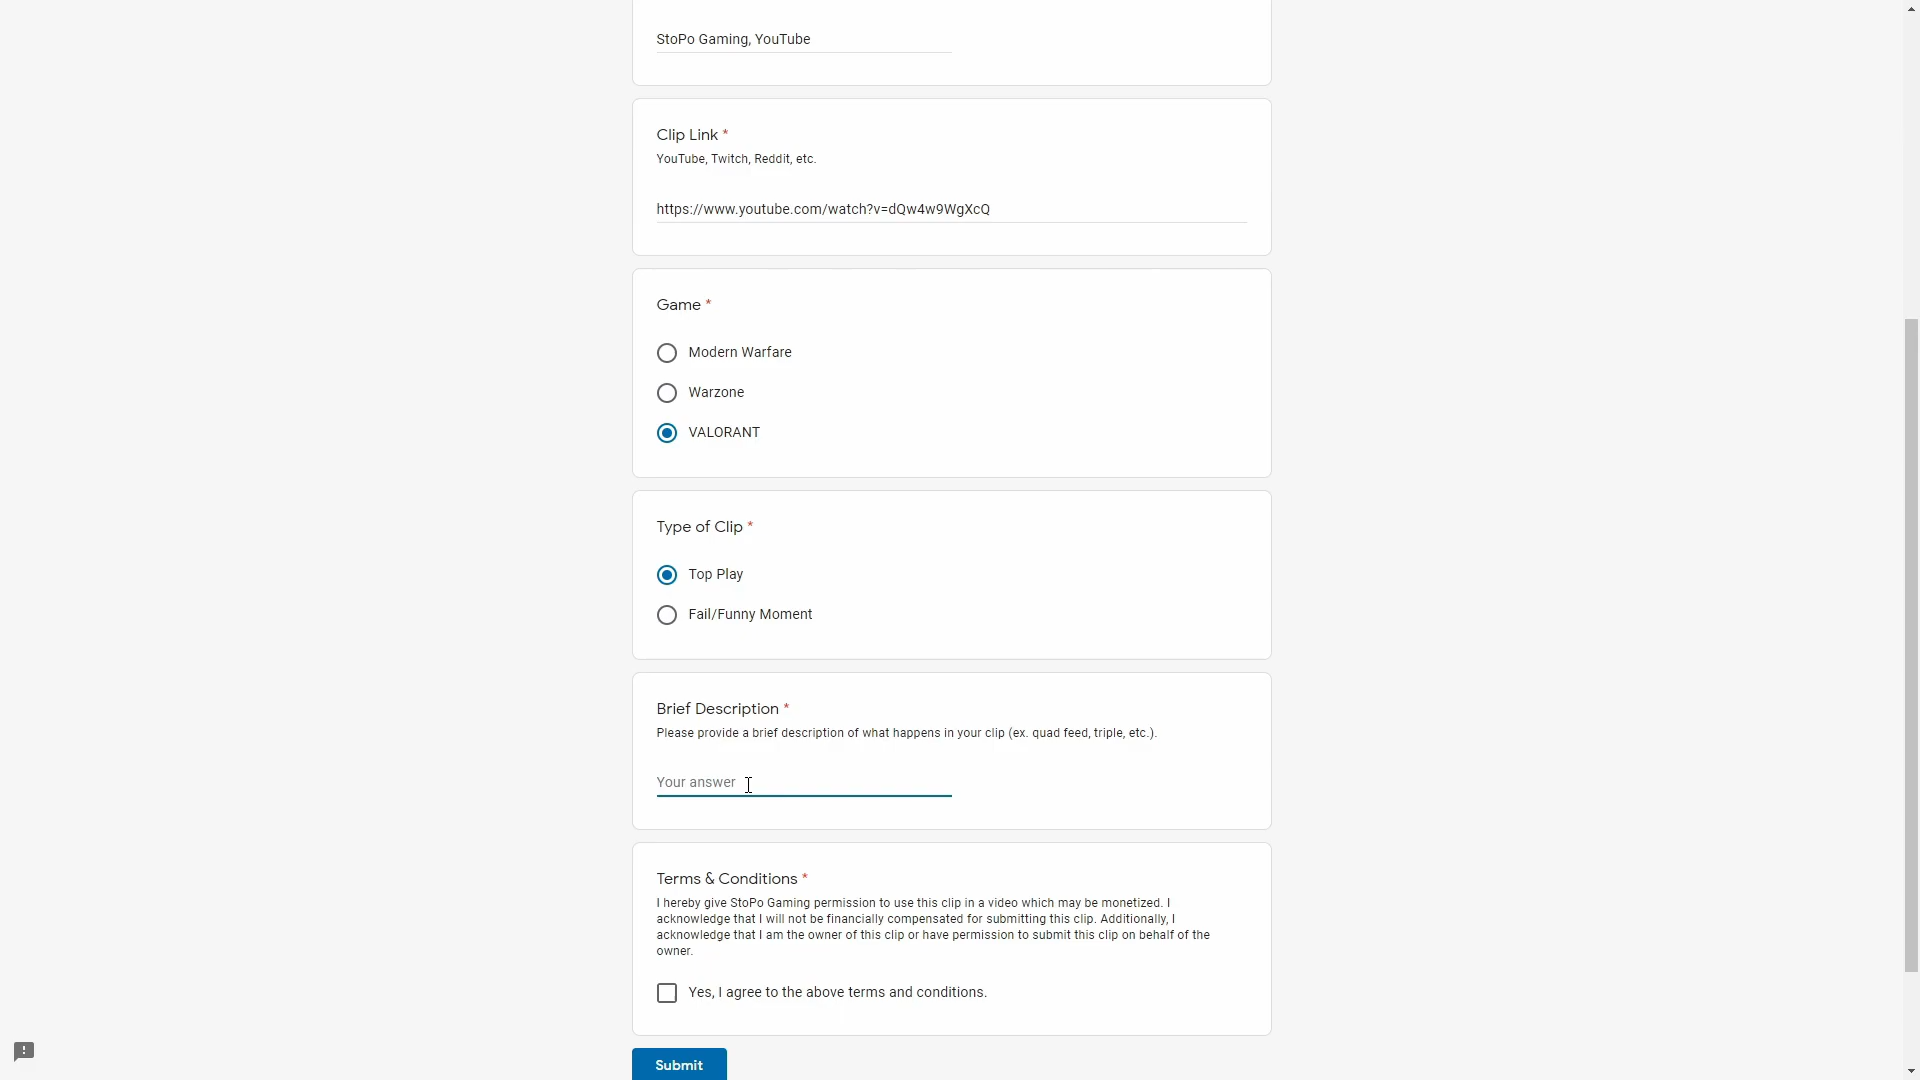 StoPo Gaming, YouTube
Clip Link *
YouTube, Twitch, Reddit, etc.
https://www.youtube.com/watch?v=dQw4w9WgXcQ
Game *
Modern Warfare
Warzone
VALORANT
Type of Clip *
Top Play
Fail/Funny Moment
Brief Description *
Please provide a brief description of what happens in your clip (ex. quad feed, triple, etc.).
Your answer
Terms & Conditions *
I hereby give StoPo Gaming permission to use this clip in a video which may be monetized. I
acknowledge that I will not be financially compensated for submitting this clip. Additionally, I
acknowledge that I am the owner of this clip or have permission to submit this clip on behalf of the
owner.
Yes, I agree to the above terms and conditions.
Submit